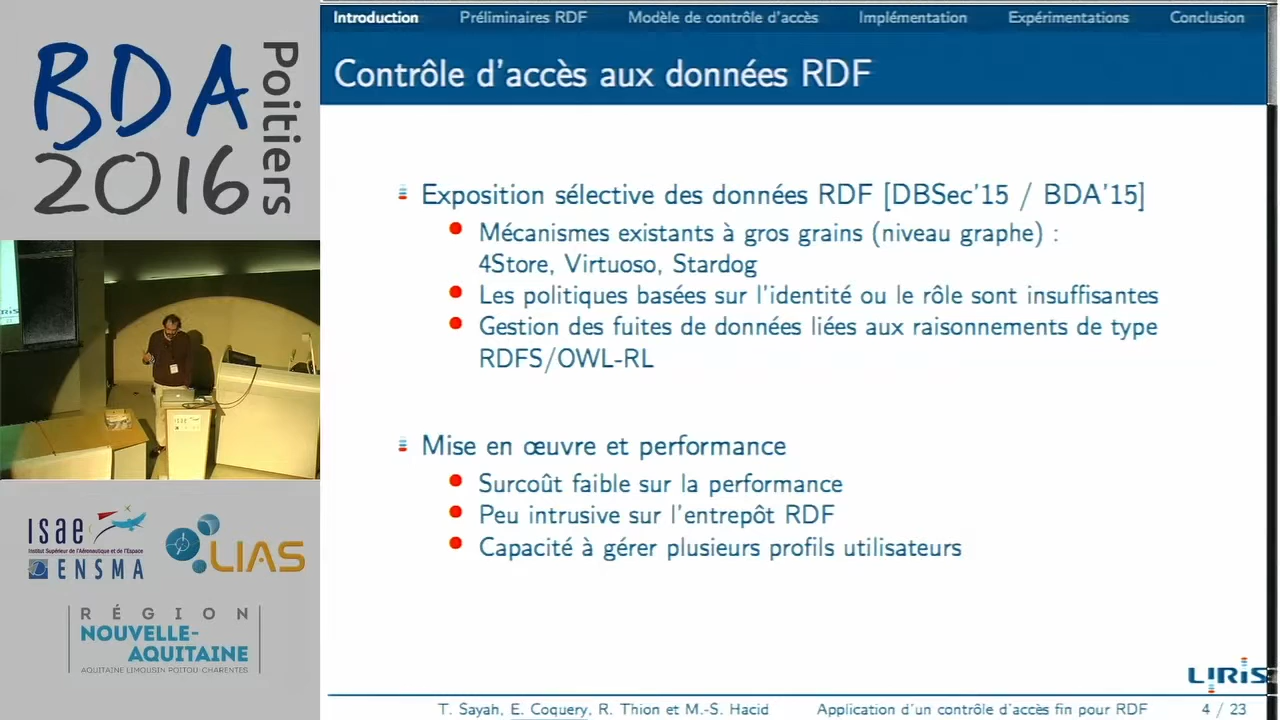 BDA
2016
Poitiers
isae
Institut Supérieur de l'Aéronautique et de l'Espace
ENSMA
LIAS
RÉGION
NOUVELLE-
AQUITAINE
AQUITAINE LIMOUSIN POITOU-CHARENTES
Introduction Préliminaires RDF Modèle de contrôle d'accès Implémentation Expérimentations Conclusion
Contrôle d'accès aux données RDF
Exposition sélective des données RDF [DBSec'15 / BDA'15]
Mécanismes existants à gros grains (niveau graphe) :
4Store, Virtuoso, Stardog
Les politiques basées sur l'identité ou le rôle sont insuffisantes
Gestion des fuites de données liées aux raisonnements de type
RDFS/OWL-RL
Mise en œuvre et performance
Surcoût faible sur la performance
Peu intrusive sur l'entrepôt RDF
Capacité à gérer plusieurs profils utilisateurs
LIRIS
T. Sayah, E. Coquery, R. Thion et M.-S. Hacid Application d'un contrôle d'accès fin pour RDF 4 / 23